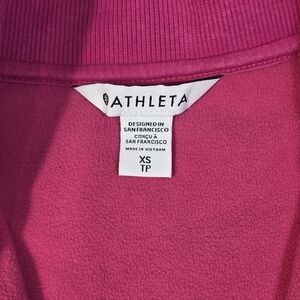 ATHLETA
DESIGNED IN
SAN FRANCISCO
CONÇU À
SAN FRANCISCO
MADE IN VIETNAM
XS
TP